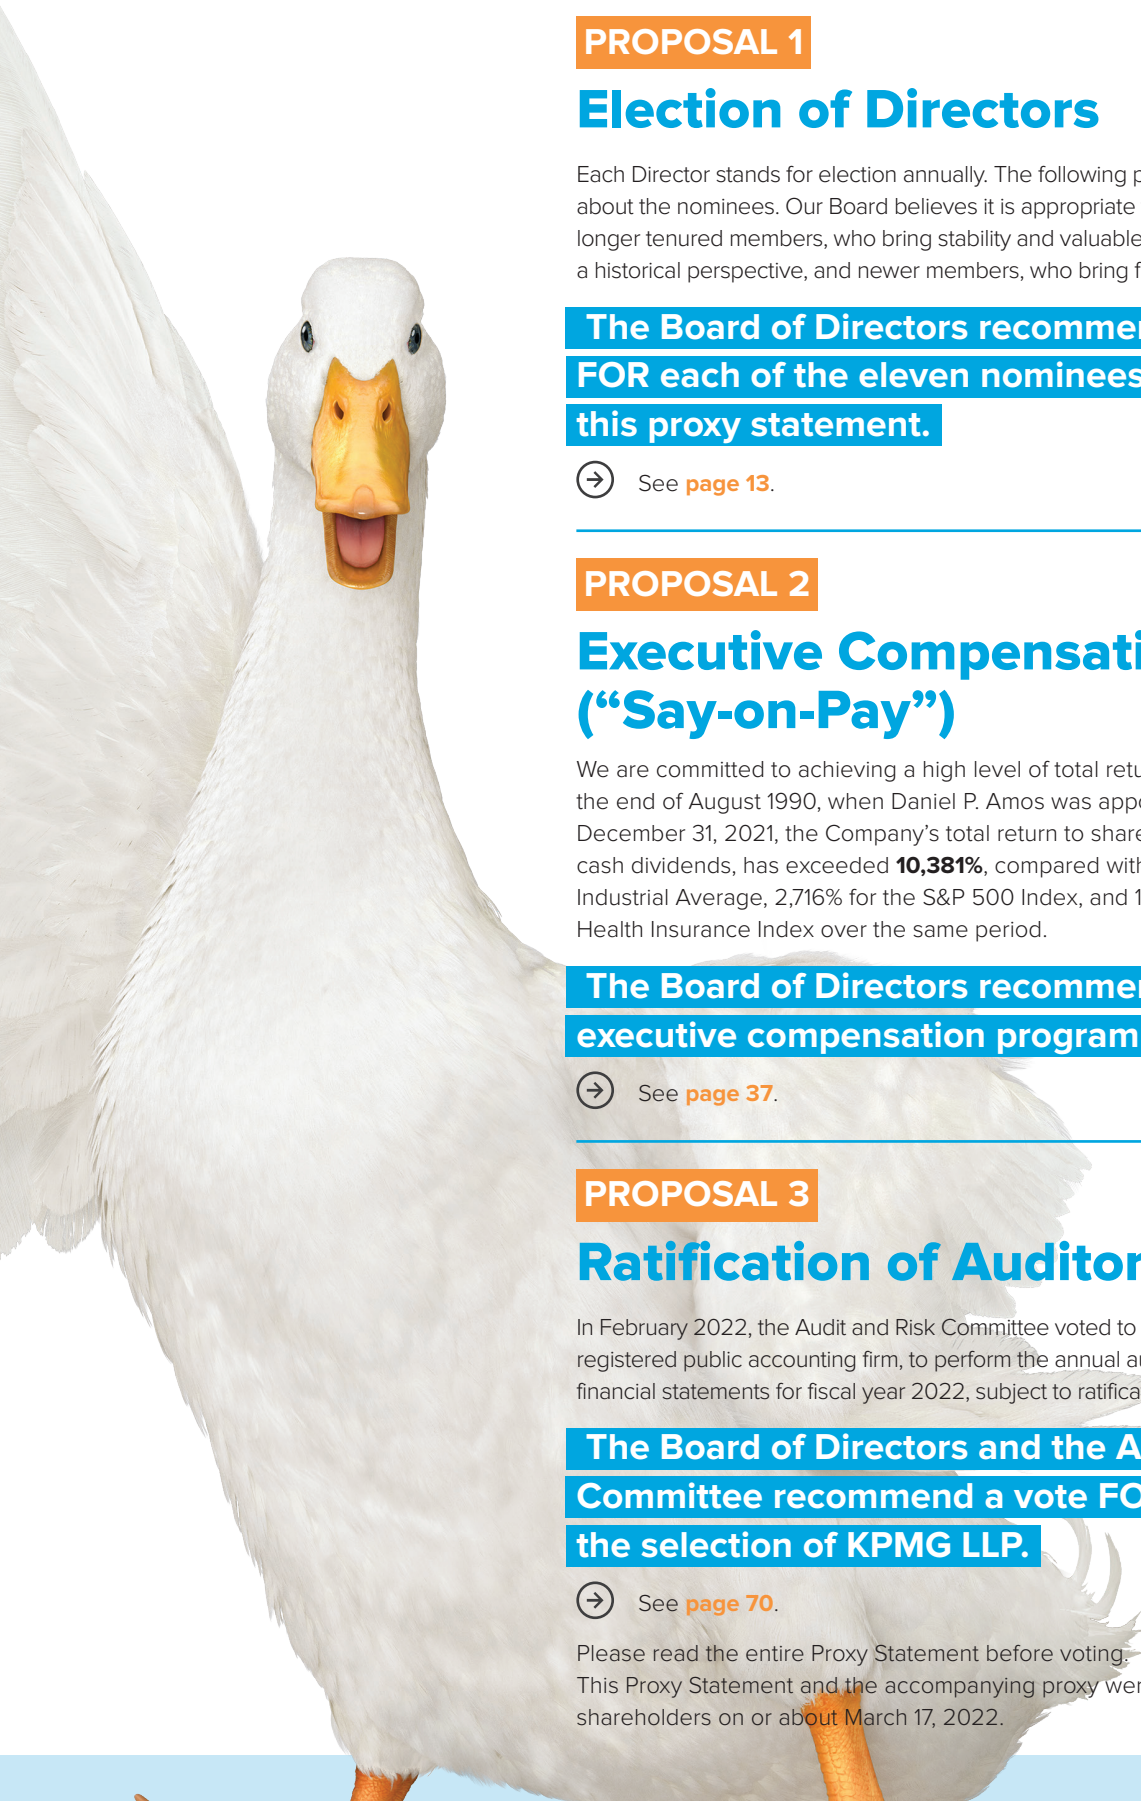 PROPOSAL 1
Election of Directors
Each Director stands for election annually. The following
about the nominees. Our Board believes it is appropriate
longer tenured members, who bring stability and valuable
a historical perspective, and newer members, who bring
The Board of Directors
FOR each of the eleven nominees
this proxy statement.
See page 13.
PROPOSAL 2
Executive
(“Say-on-Pay”)
We are committed to achieving a high level of total
the end of August 1990, when Daniel P. Amos was
December 31, 2021, the Company’s total return to
cash dividends, has exceeded 10,381%, compared with
Industrial Average, 2,716% for the S&P 500 Index, and
Health Insurance Index over the same period.
The Board of Directors
executive compensation program
See page 37.
PROPOSAL 3
Ratification of
In February 2022, the Audit and Risk Committee voted to
registered public accounting firm, to perform the annual
financial statements for fiscal year 2022, subject to
The Board of Directors and the
Committee recommend a vote
the selection of KPMG LLP.
See page 70.
Please read the entire Proxy Statement before voting.
This Proxy Statement and the accompanying proxy
shareholders on or about March 17, 2022.